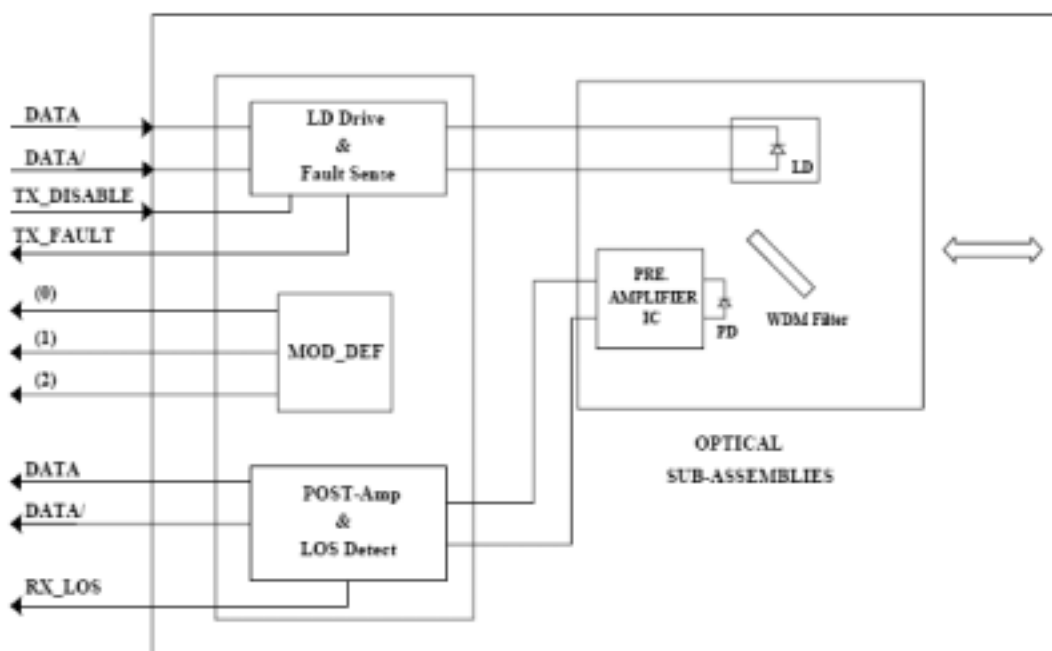 DATA
DATA/
TX_DISABLE
TX_FAULT
(0)
(1)
(2)
DATA
DATA/
RX_LOS
LD Drive
&
Fault Sense
MOD_DEF
POST-Amp
&
LOS Detect
LD
PRE.
AMPLIFIER
IC
PD
WDM Filter
OPTICAL
SUB-ASSEMBLIES